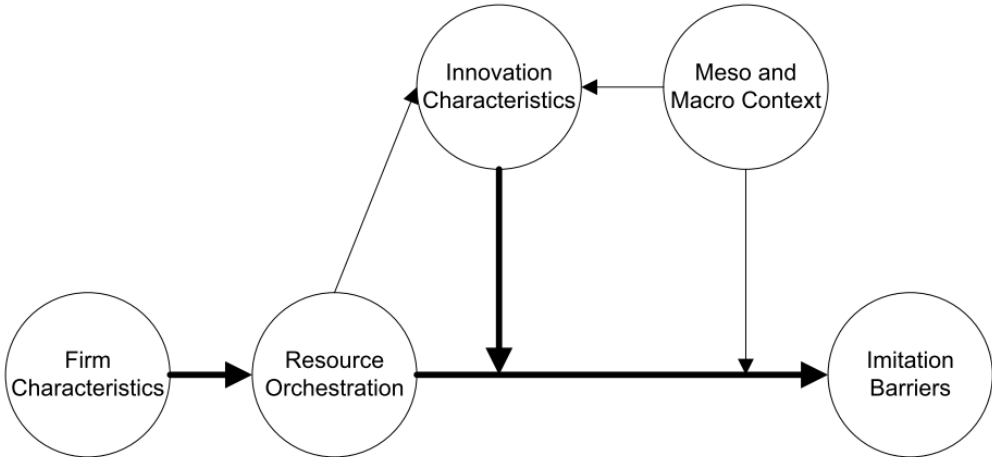 Innovation
Characteristics
Meso and
Macro Context
Firm
Characteristics
Resource
Orchestration
Imitation
Barriers